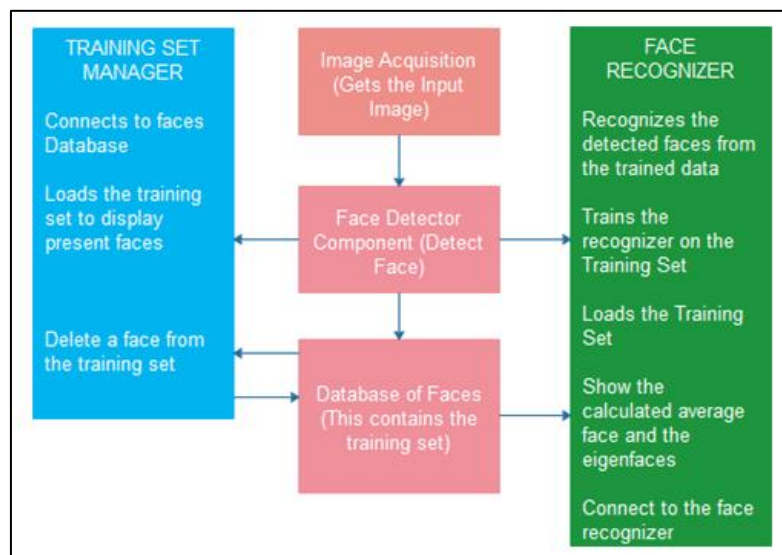 TRAINING SET
MANAGER
Connects to faces
Database
Loads the training
set to display
present faces
Delete a face from
the training set
Image Acquisition
(Gets the Input
Image)
Face Detector
Component (Detect
Face)
Database of Faces
(This contains the
training set)
FACE
RECOGNIZER
Recognizes the
detected faces from
the trained data
Trains the
recognizer on the
Training Set
Loads the Training
Set
Show the
calculated average
face and the
eigenfaces
Connect to the face
recognizer